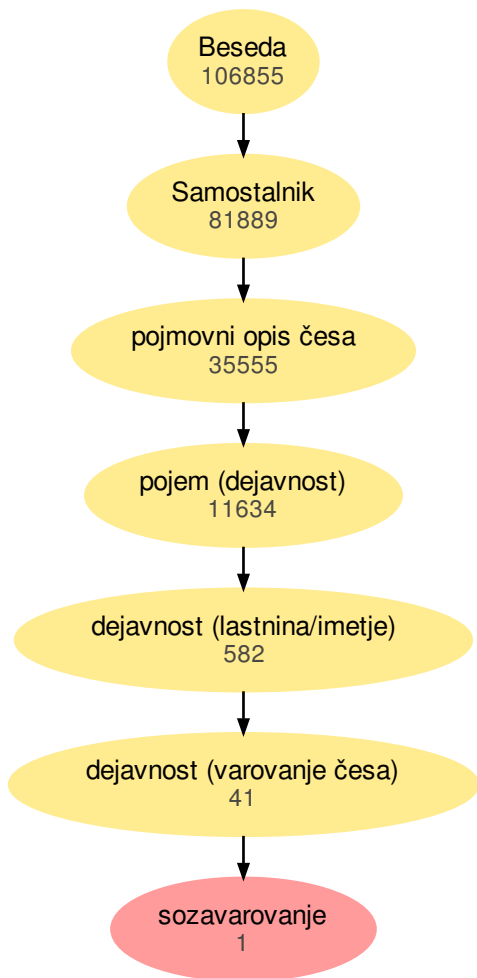 Beseda
106855
Samostalnik
81889
pojmovni opis česa
35555
pojem (dejavnost)
11634
dejavnost (lastnina/imetje)
582
dejavnost (varovanje česa)
41
sozavarovanje
1